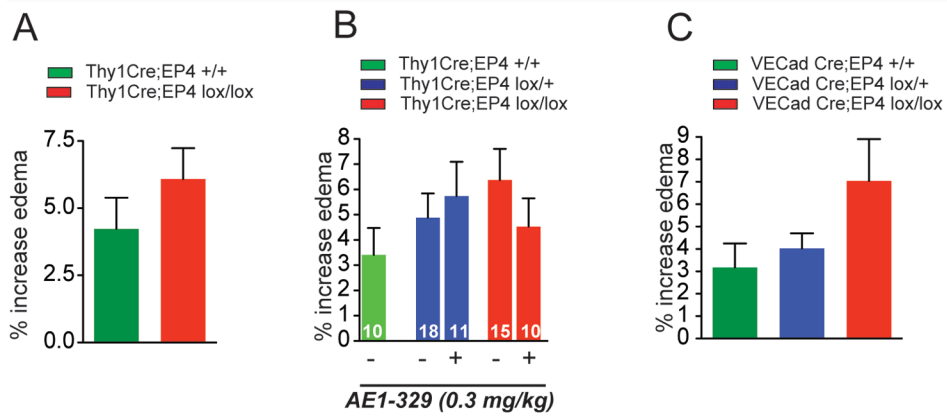 A
Thy1Cre;EP4 +/+
Thy1Cre;EP4 lox/lox
% increase edema
7.5
5.0
2.5
0.0
B
Thy1Cre;EP4 +/+
Thy1Cre;EP4 lox/+
Thy1Cre;EP4 lox/lox
% increase edema
8
7
6
5
4
3
2
1
0
10 18 11 15 10
- - + - +
AE1-329 (0.3 mg/kg)
C
VECad Cre;EP4 +/+
VECad Cre;EP4 lox/+
VECad Cre;EP4 lox/lox
% increase edema
9
8
7
6
5
4
3
2
1
0